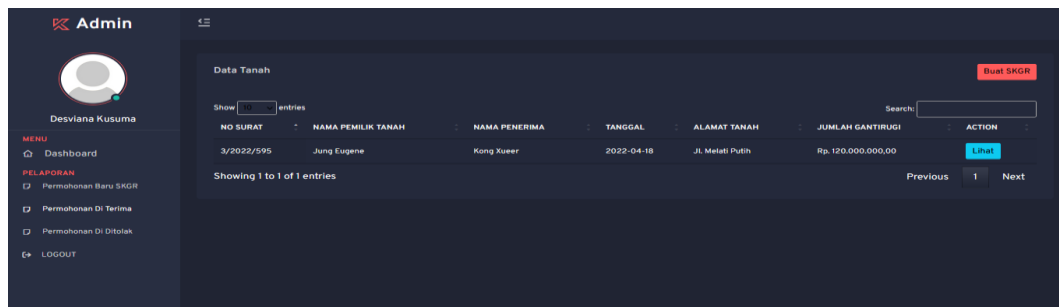 Admin
Desviana Kusuma
MENU
Dashboard
PELAPORAN
Permohonan Baru SKGR
Permohonan Di Terima
Permohonan Di Ditolak
LOGOUT
Data Tanah
Buat SKGR
Show 10 entries
Search:
NO SURAT NAMA PEMILIK TANAH NAMA PENERIMA TANGGAL ALAMAT TANAH JUMLAH GANTIRUGI ACTION
3/2022/595 Jung Eugene Kong Xueer 2022-04-18 Jl. Melati Putih Rp. 120.000.000,00 Lihat
Showing 1 to 1 of 1 entries
Previous 1 Next